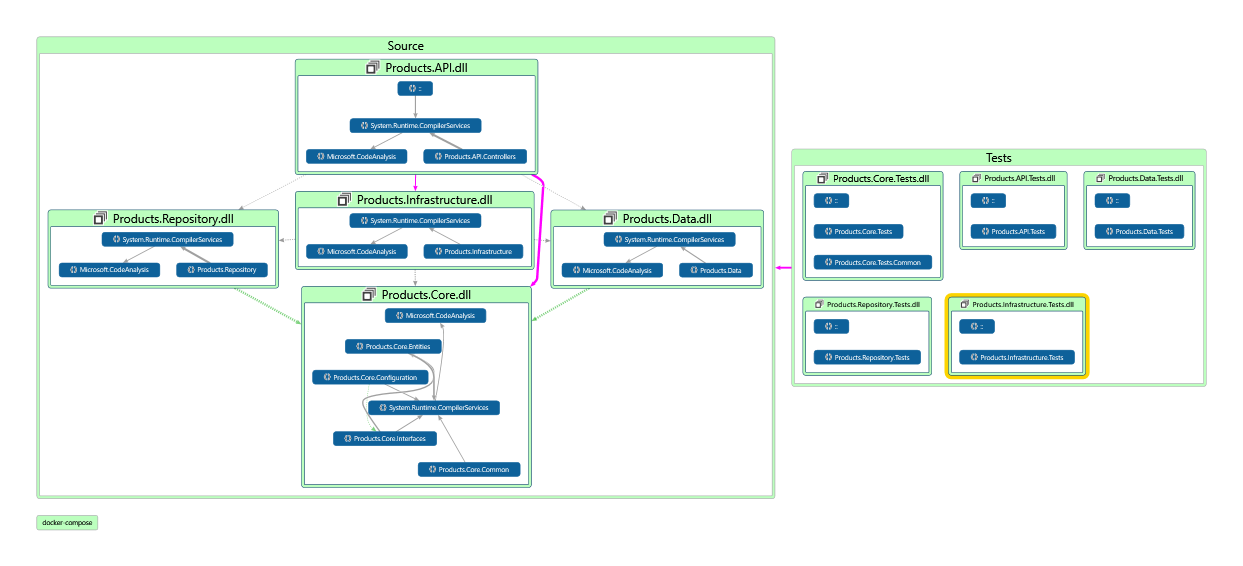 Source
Products.API.dll
::
System.Runtime.CompilerServices
Microsoft.CodeAnalysis
Products.API.Controllers
Products.Infrastructure.dll
System.Runtime.CompilerServices
Microsoft.CodeAnalysis
Products.Infrastructure
Products.Repository.dll
System.Runtime.CompilerServices
Microsoft.CodeAnalysis
Products.Repository
Products.Data.dll
System.Runtime.CompilerServices
Microsoft.CodeAnalysis
Products.Data
Products.Core.dll
Microsoft.CodeAnalysis
Products.Core.Entities
Products.Core.Configuration
System.Runtime.CompilerServices
Products.Core.Interfaces
Products.Core.Common
Tests
Products.Core.Tests.dll
::
Products.Core.Tests
Products.Core.Tests.Common
Products.API.Tests.dll
::
Products.API.Tests
Products.Data.Tests.dll
::
Products.Data.Tests
Products.Repository.Tests.dll
::
Products.Repository.Tests
Products.Infrastructure.Tests.dll
::
Products.Infrastructure.Tests
docker-compose